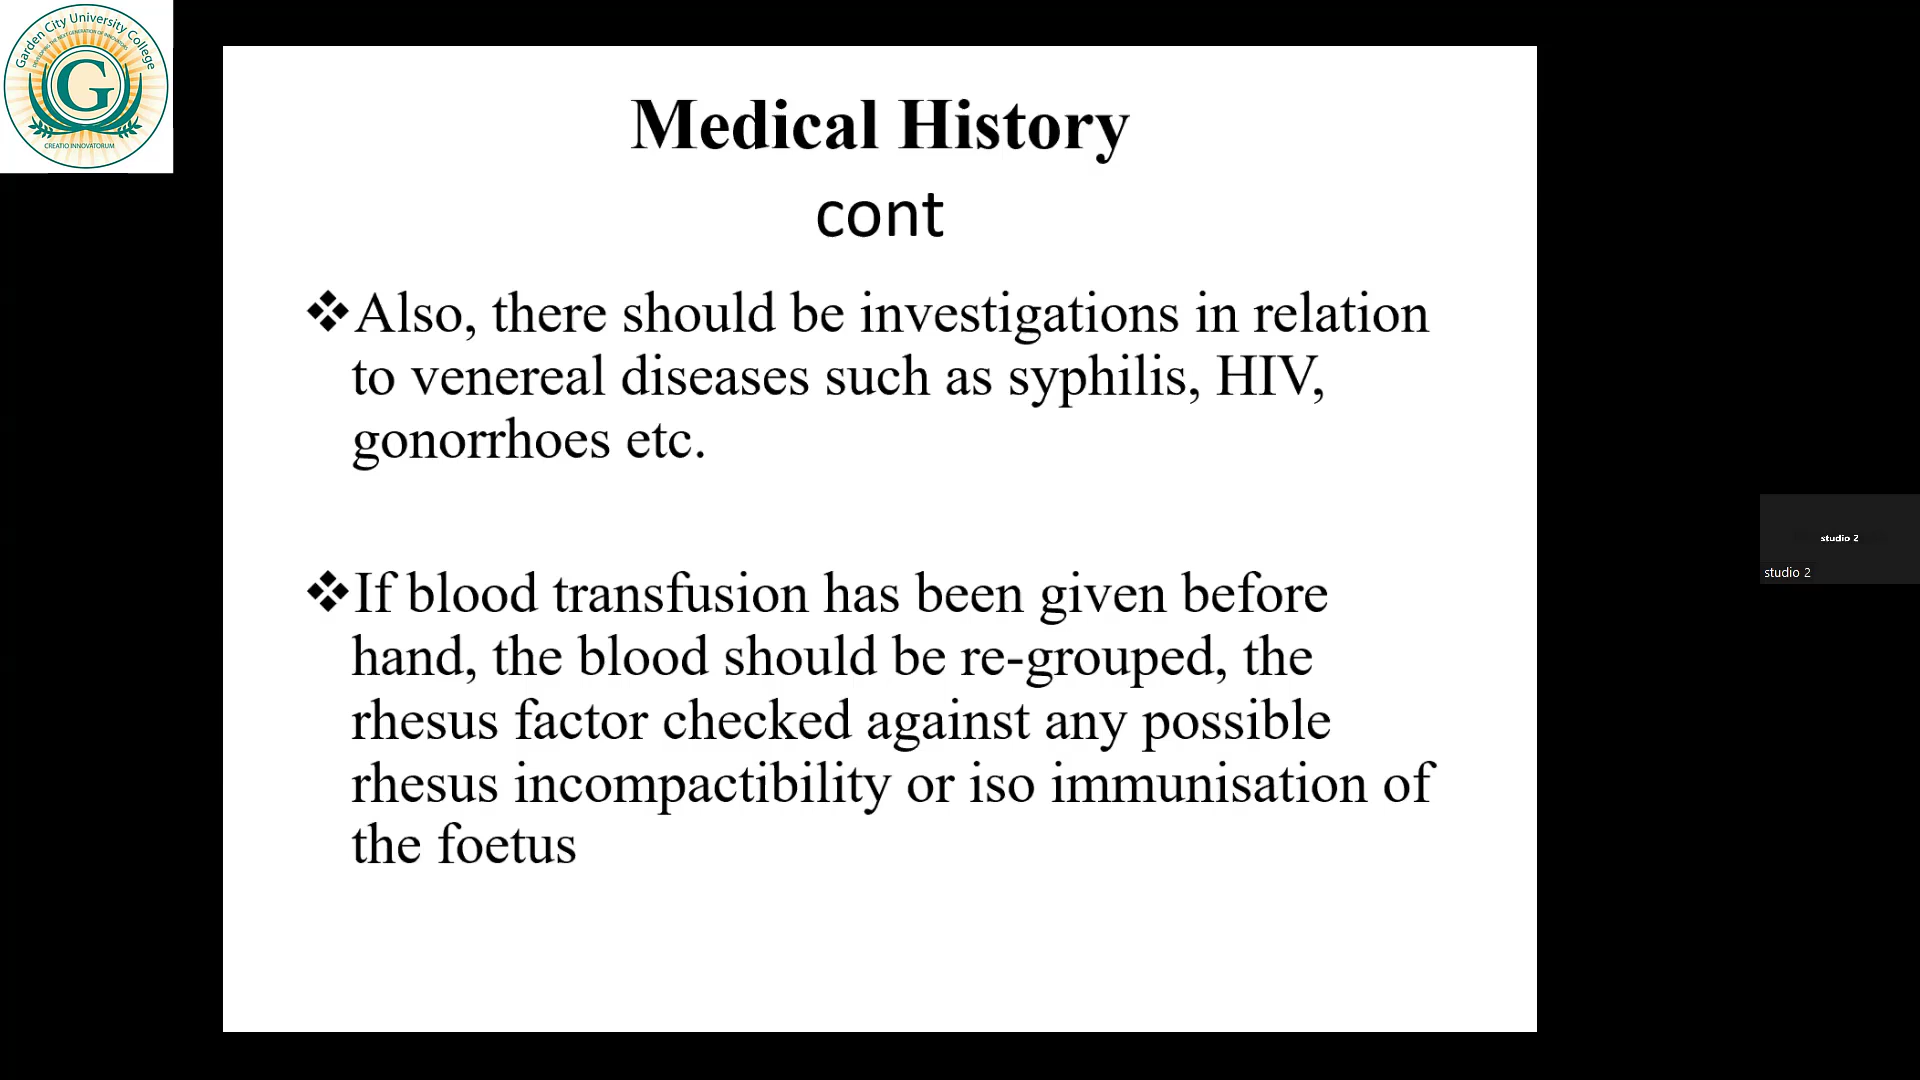 Garden City University College
G
CREATIO INNOVATORUM
Medical History
cont
❖Also, there should be investigations in relation
to venereal diseases such as syphilis, HIV,
gonorrhoes etc.
❖If blood transfusion has been given before
hand, the blood should be re-grouped, the
rhesus factor checked against any possible
rhesus incompactibility or iso immunisation of
the foetus
studio 2
studio 2